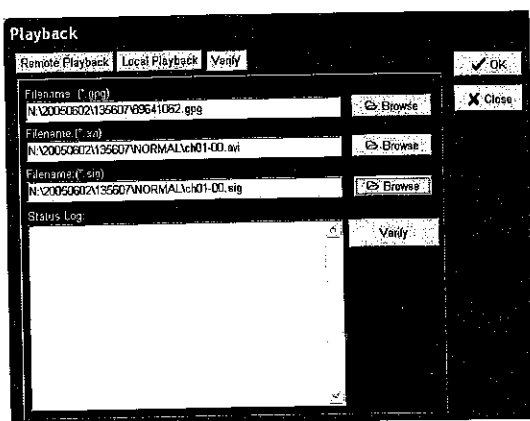 Playback
Remote Playback Local Playback Verify
OK
Close
Filename: (*.gpg)
N:\20050602\135607\89641062.gpg
Browse
Filename:(*.xvi)
N:\20050602\135607\NORMAL\ch01-00.avi
Browse
Filename:(*.sig)
N:\20050602\135607\NORMAL\ch01-00.sig
Browse
Status Log:
Verify